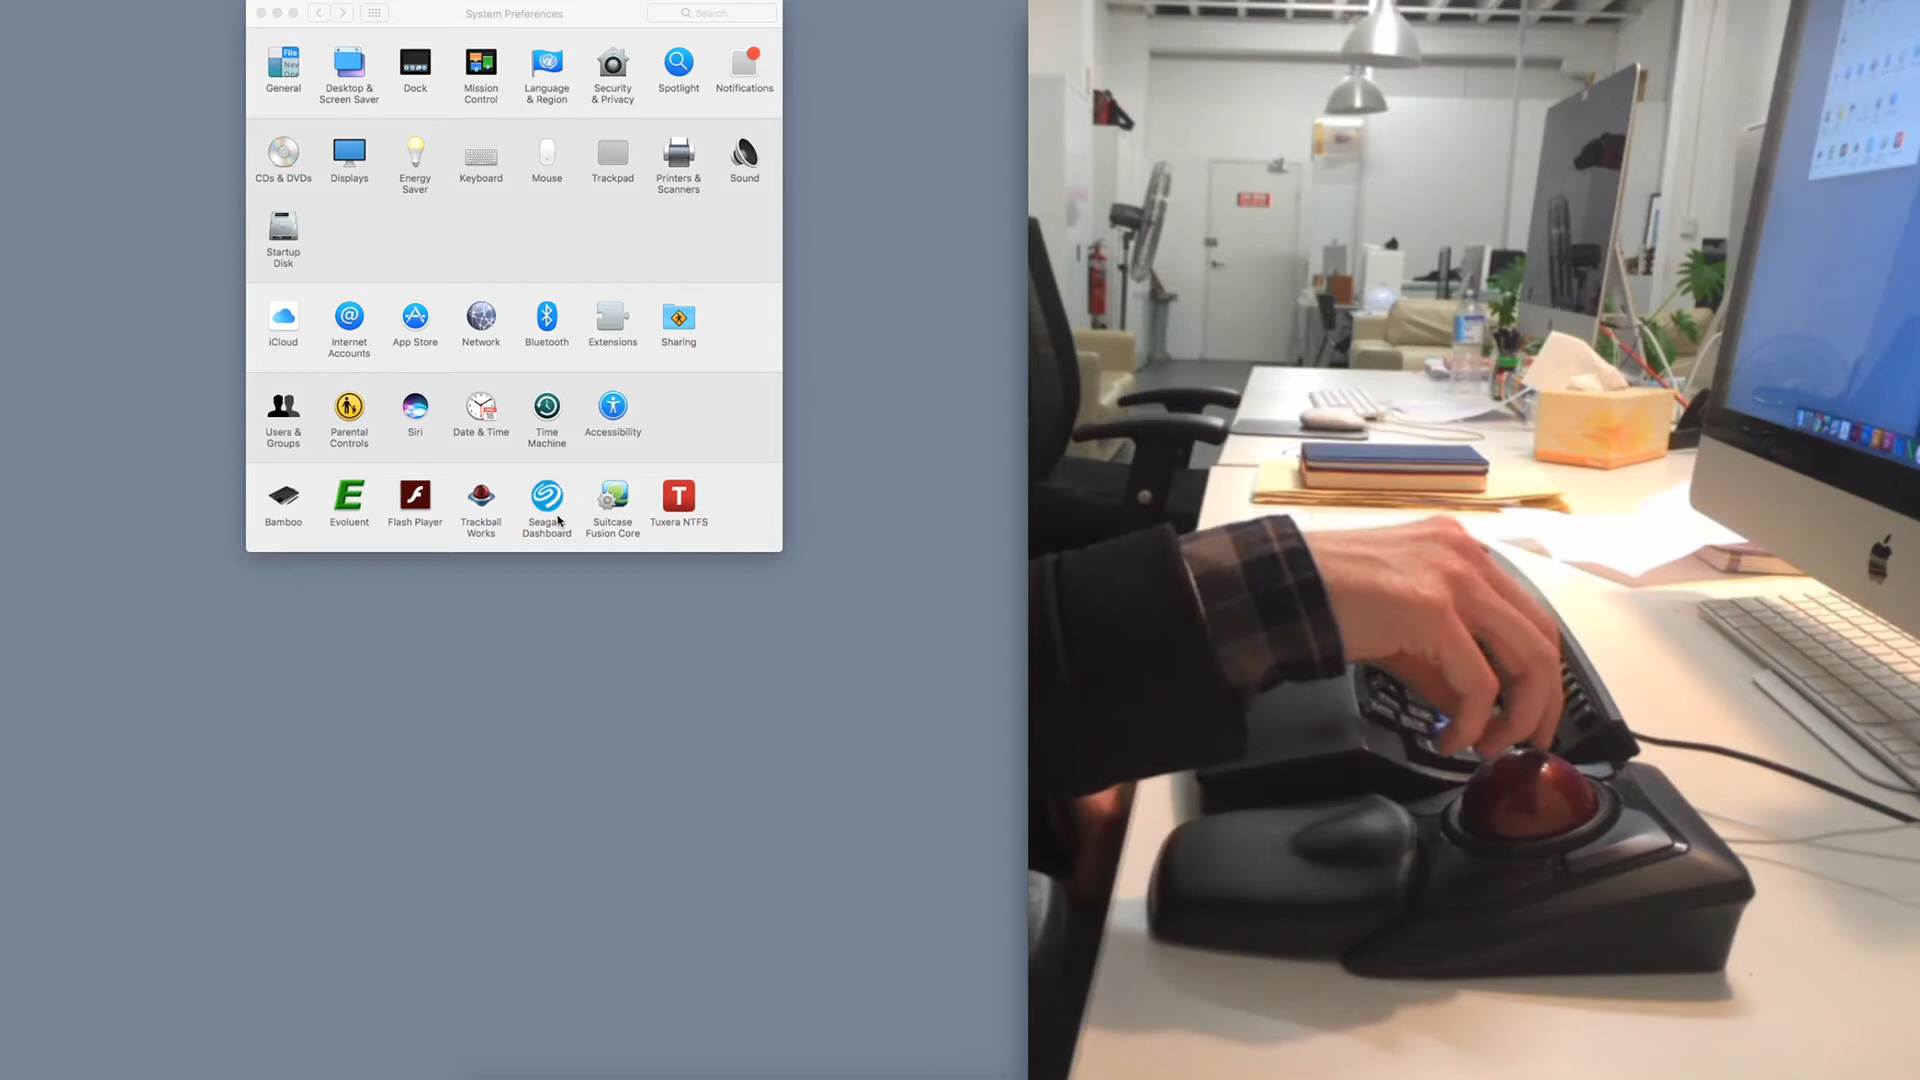 System Preferences
Search
File
New
General
Desktop &
Screen Saver
Dock
Mission
Control
Language
& Region
Security
& Privacy
Spotlight
Notifications
CDs & DVDs
Displays
Energy
Saver
Keyboard
Mouse
Trackpad
Printers &
Scanners
Sound
Startup
Disk
iCloud
Internet
Accounts
App Store
Network
Bluetooth
Extensions
Sharing
Users &
Groups
Parental
Controls
Siri
18
Date & Time
Time
Machine
Accessibility
Bamboo
Evoluent
Flash Player
Trackball
Works
Dashboard
Suitcase
Fusion Core
T
Tuxera NTFS